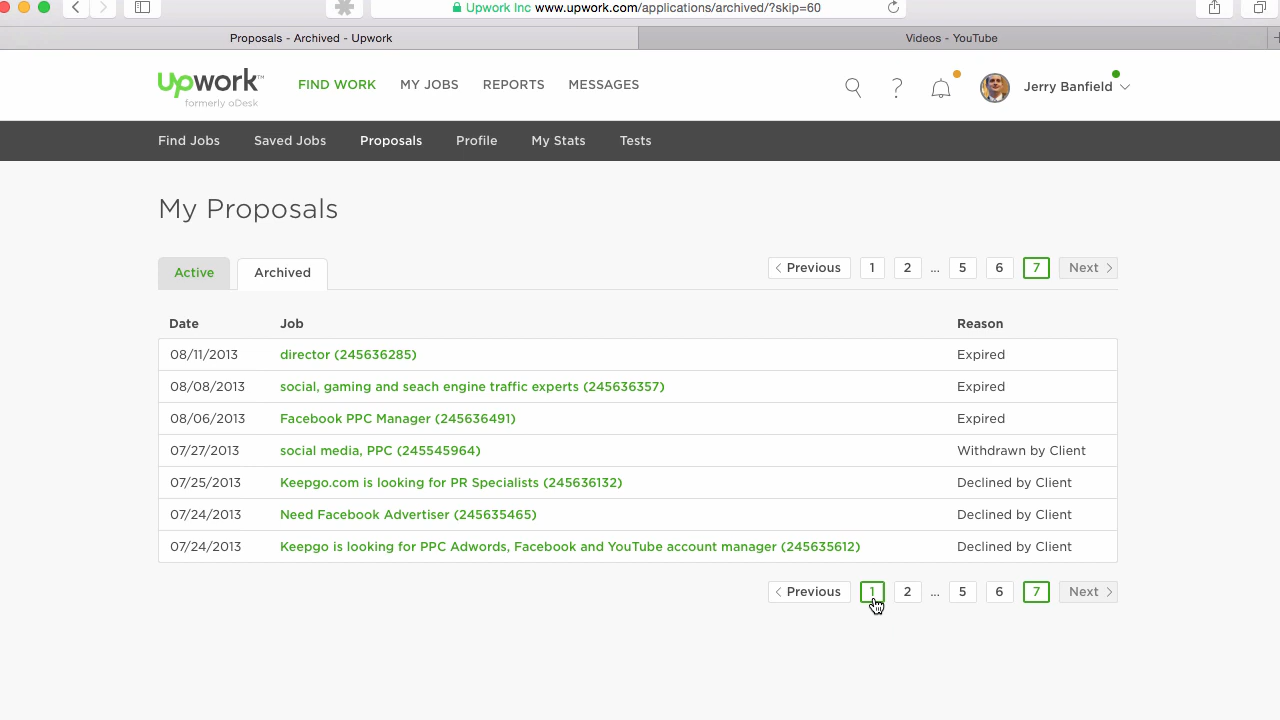 Upwork Inc www.upwork.com/applications/archived/?skip=60
Proposals - Archived - Upwork Videos - YouTube
Upwork™ FIND WORK MY JOBS REPORTS MESSAGES ? Jerry Banfield
formerly oDesk
Find Jobs Saved Jobs Proposals Profile My Stats Tests
My Proposals
Active Archived Previous 1 2 ... 5 6 7 Next
Date Job Reason
08/11/2013 director (245636285) Expired
08/08/2013 social, gaming and seach engine traffic experts (245636357) Expired
08/06/2013 Facebook PPC Manager (245636491) Expired
07/27/2013 social media, PPC (245545964) Withdrawn by Client
07/25/2013 Keepgo.com is looking for PR Specialists (245636132) Declined by Client
07/24/2013 Need Facebook Advertiser (245635465) Declined by Client
07/24/2013 Keepgo is looking for PPC Adwords, Facebook and YouTube account manager (245635612) Declined by Client
Previous 1 2 ... 5 6 7 Next